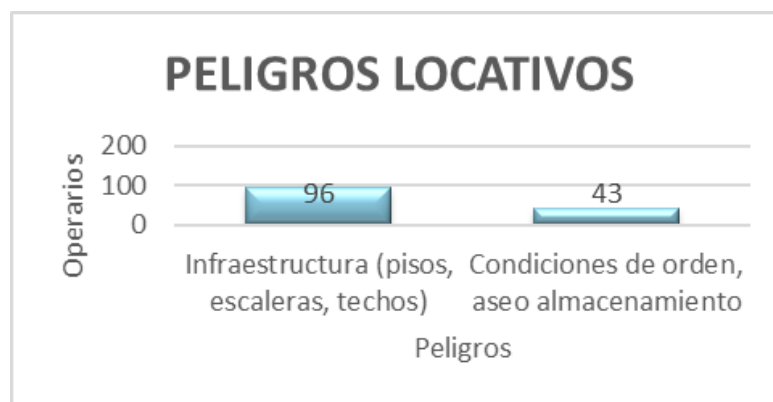 PELIGROS LOCATIVOS
Operarios
200
100
0
96
43
Infraestructura (pisos,
escaleras, techos)
Condiciones de orden,
aseo almacenamiento
Peligros